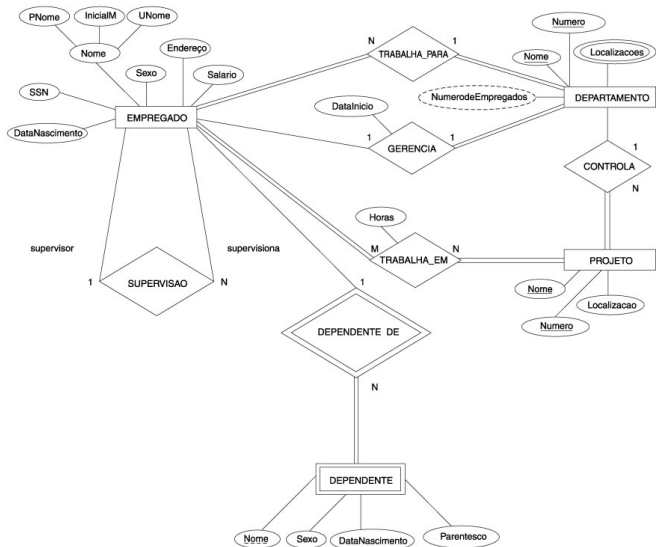 PNome
InicialM
UNome
Nome
Endereço
Sexo
Salario
SSN
DataNascimento
EMPREGADO
N
TRABALHA_PARA
1
Numero
Nome
Localizacoes
NumerodeEmpregados
DEPARTAMENTO
DataInicio
1
GERENCIA
1
1
CONTROLA
N
supervisor
supervisiona
1
SUPERVISAO
N
Horas
M
TRABALHA_EM
N
PROJETO
Nome
Localizacao
Numero
1
DEPENDENTE DE
N
DEPENDENTE
Nome
Sexo
DataNascimento
Parentesco